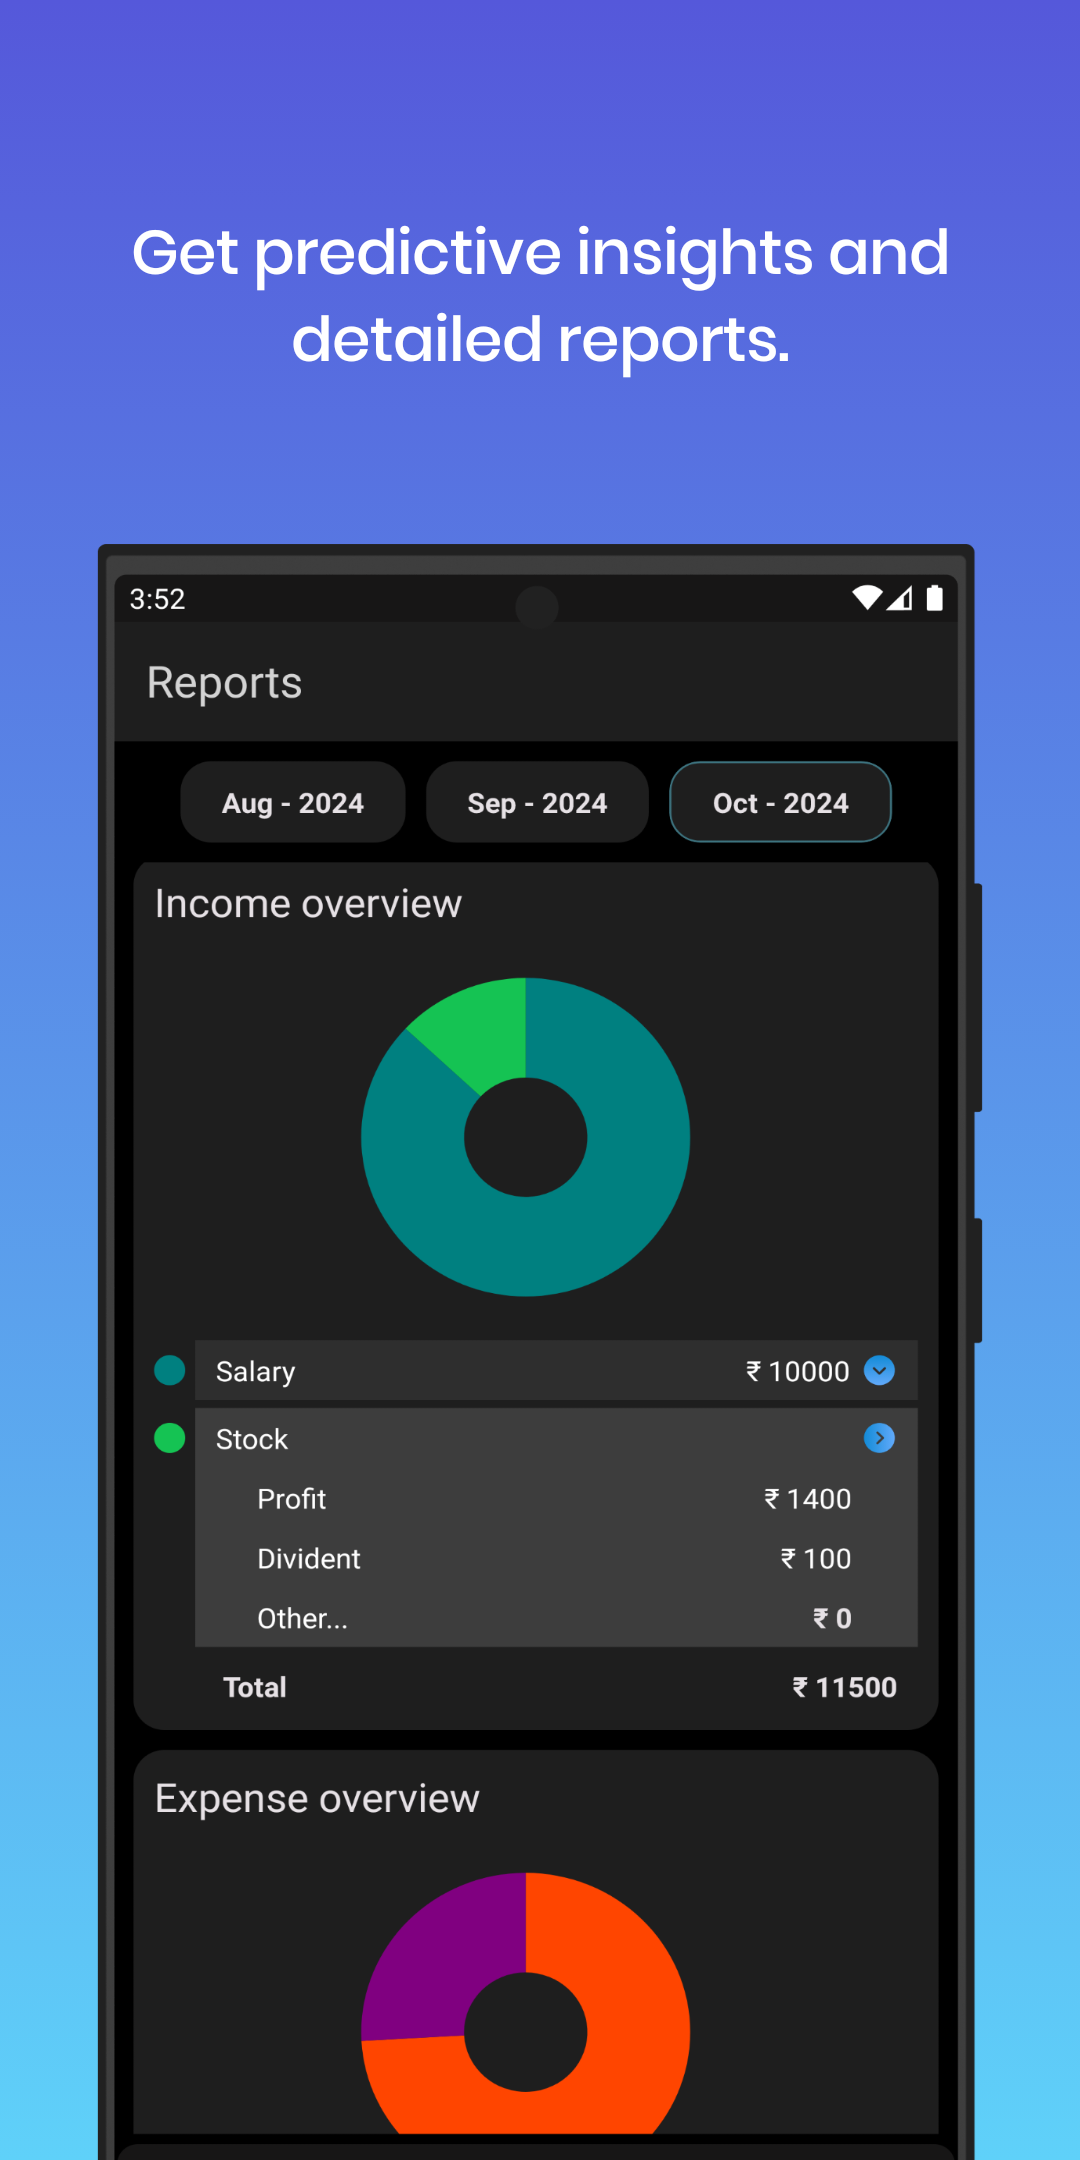 Get predictive insights and
detailed reports.
3:52
Reports
Aug - 2024 Sep - 2024 Oct - 2024
Income overview
Salary ₹ 10000
Stock
Profit ₹ 1400
Divident ₹ 100
Other... ₹ 0
Total ₹ 11500
Expense overview